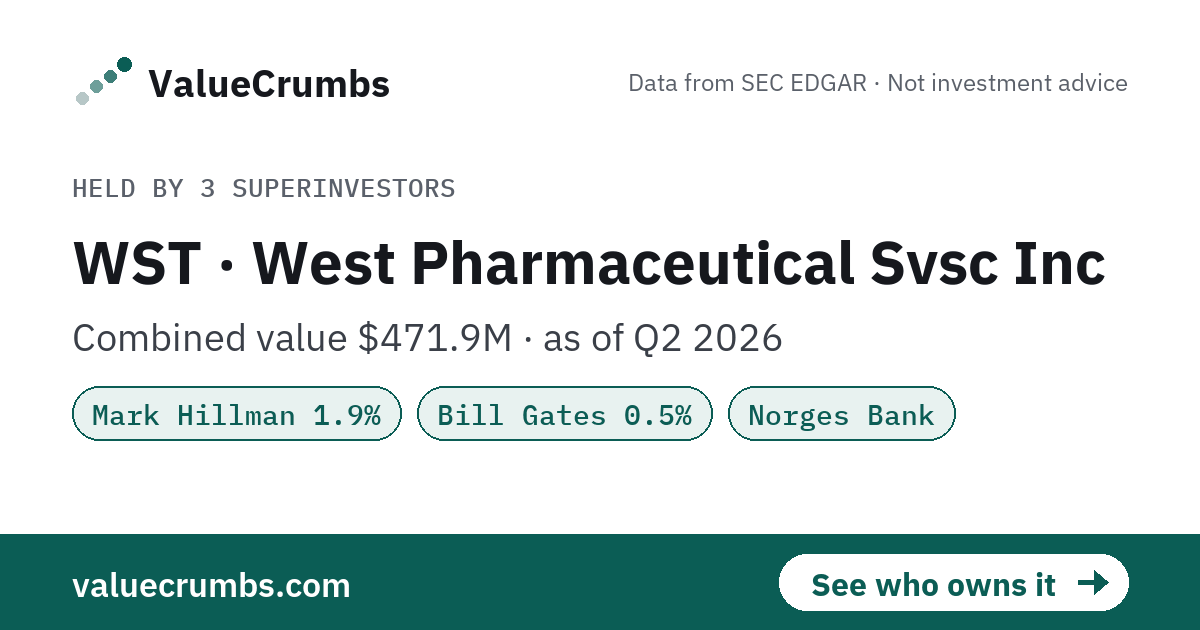 ValueCrumbs
Data from SEC EDGAR · Not investment advice
HELD BY 3 SUPERINVESTORS
WST · West Pharmaceutical Svsc Inc
Combined value $471.9M · as of Q2 2026
Mark Hillman 1.9%
Bill Gates 0.5%
Norges Bank
valuecrumbs.com
See who owns it →